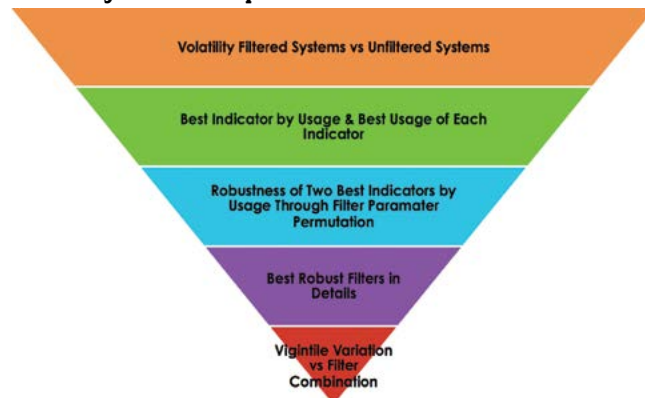 Volatility Filtered Systems vs Unfiltered Systems
Best Indicator by Usage & Best Usage of Each
Indicator
Robustness of Two Best Indicators by
Usage Through Filter Paramater
Permutation
Best Robust Filters in
Details
Vigintile Variation
vs Filter
Combination